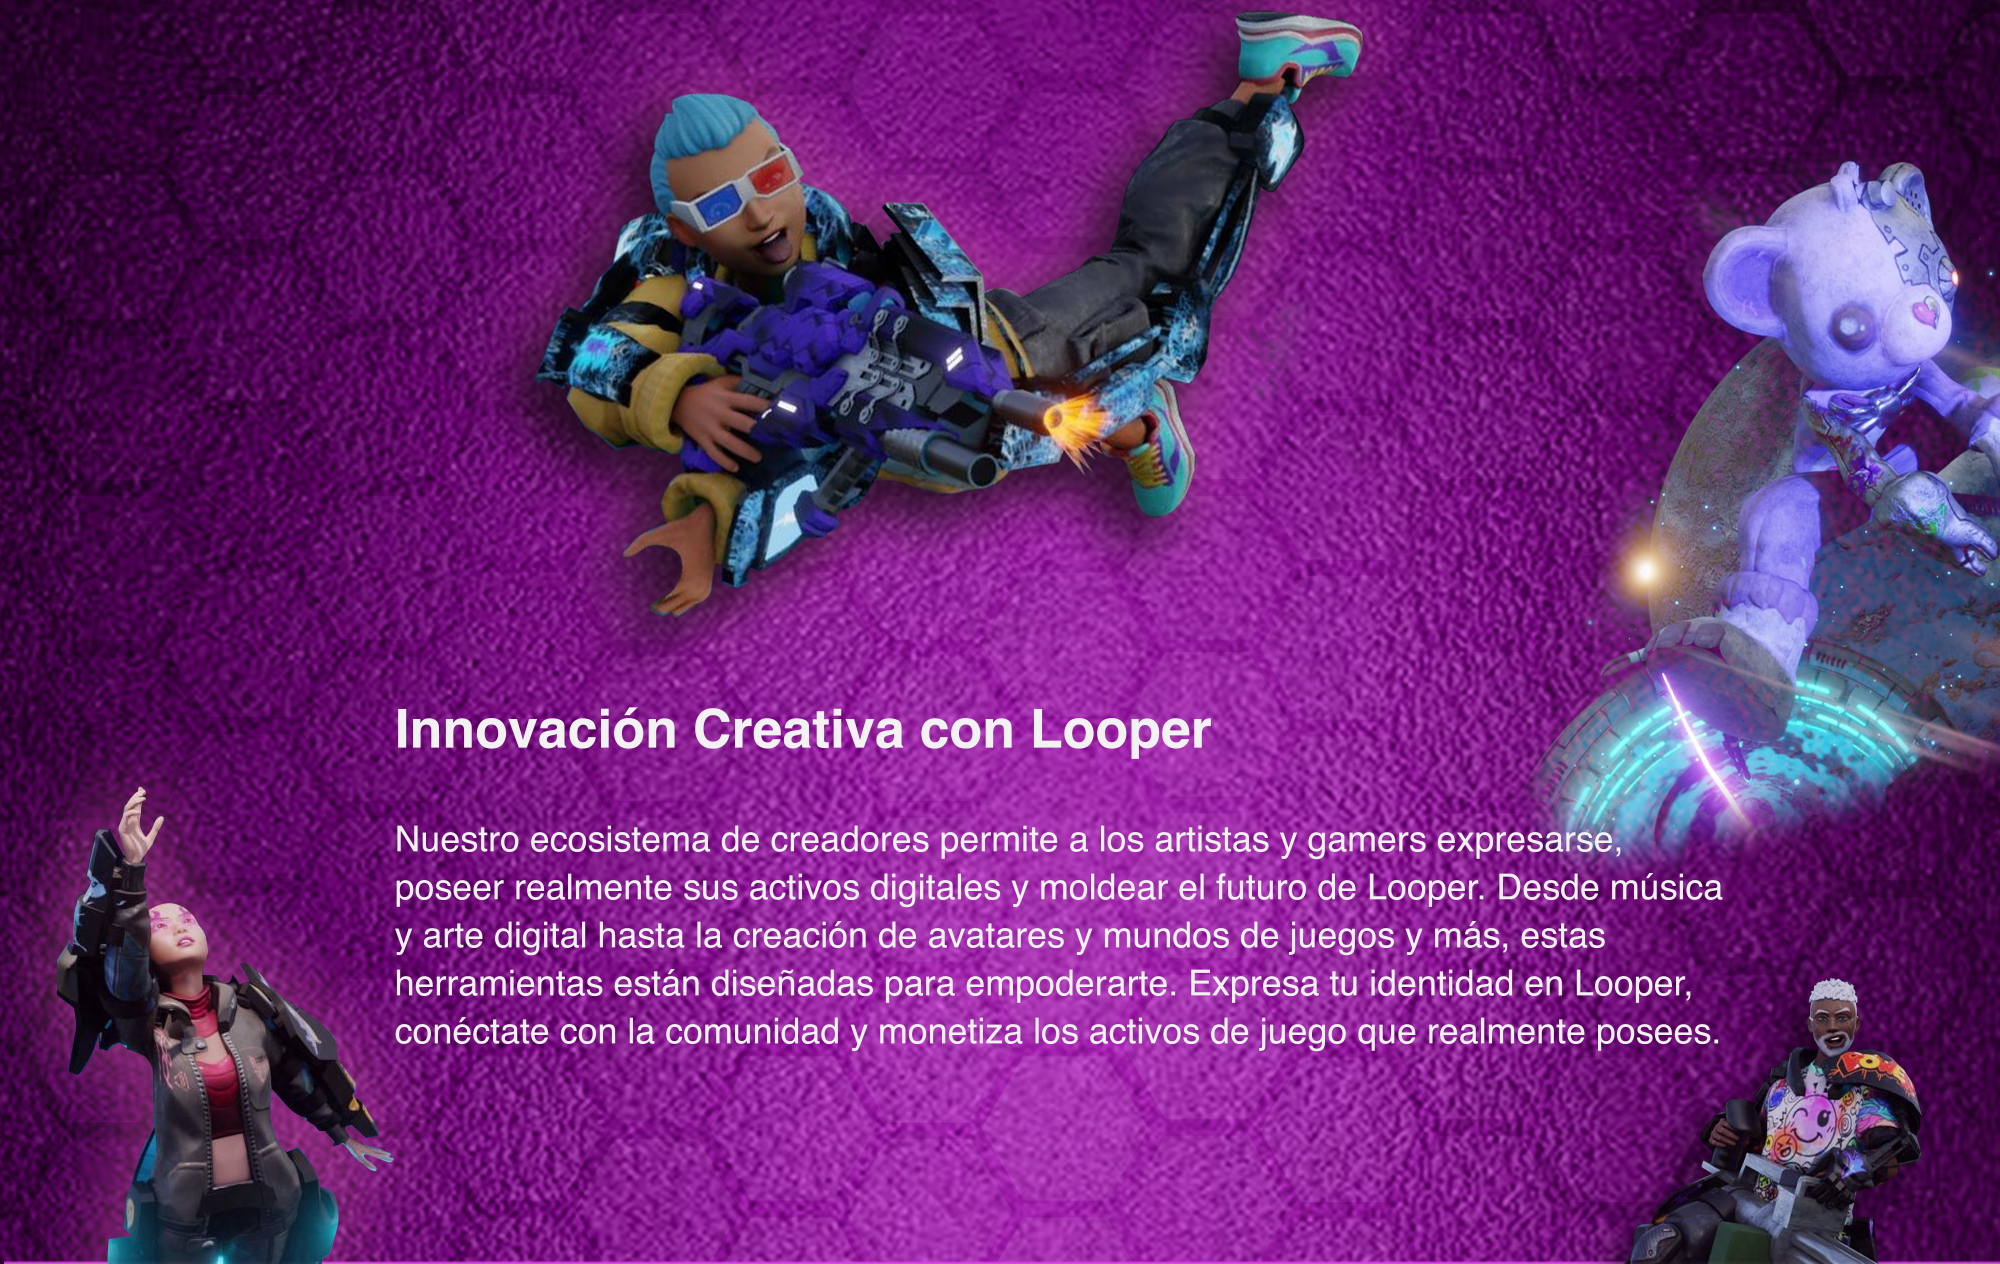 Innovación Creativa con Looper
Nuestro ecosistema de creadores permite a los artistas y gamers expresarse,
poseer realmente sus activos digitales y moldear el futuro de Looper. Desde música
y arte digital hasta la creación de avatares y mundos de juegos y más, estas
herramientas están diseñadas para empoderarte. Expresa tu identidad en Looper,
conéctate con la comunidad y monetiza los activos de juego que realmente posees.